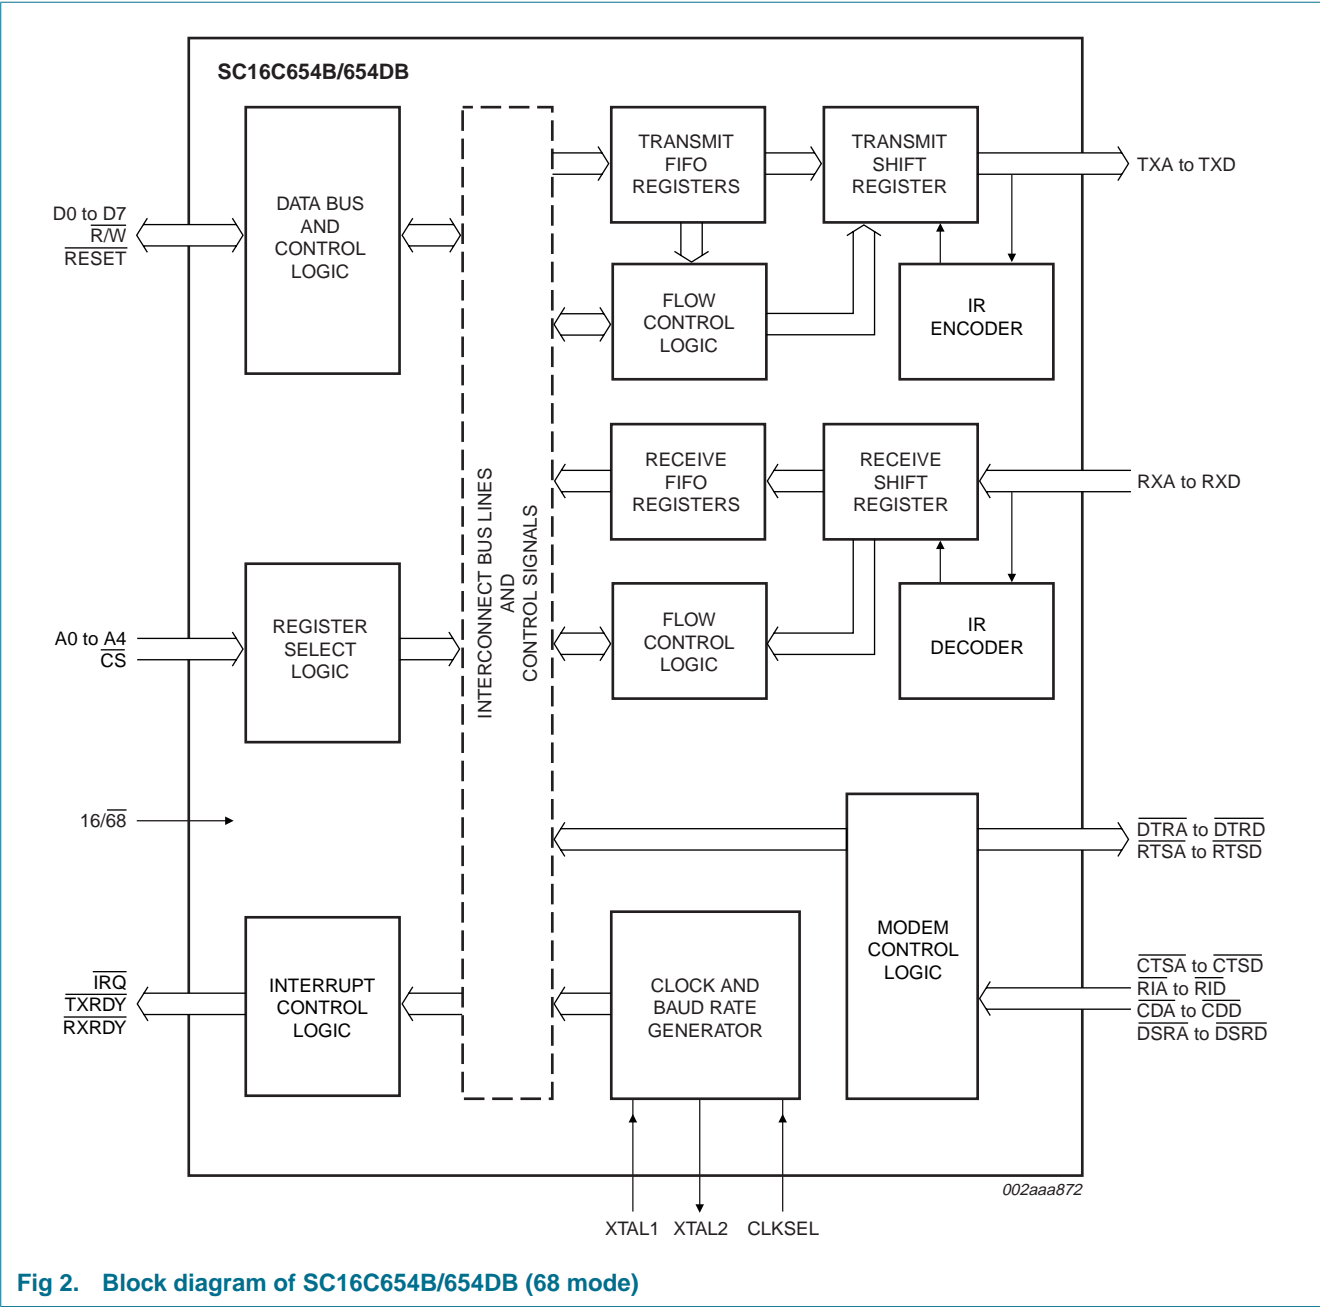 SC16C654B/654DB
DATA BUS
AND
CONTROL
LOGIC
D0 to D7
R/W
RESET
TRANSMIT
FIFO
REGISTERS
TRANSMIT
SHIFT
REGISTER
TXA to TXD
FLOW
CONTROL
LOGIC
IR
ENCODER
INTERCONNECT BUS LINES
AND
CONTROL SIGNALS
RECEIVE
FIFO
REGISTERS
RECEIVE
SHIFT
REGISTER
RXA to RXD
FLOW
CONTROL
LOGIC
IR
DECODER
A0 to A4
CS
REGISTER
SELECT
LOGIC
16/68
DTRA to DTRD
RTSA to RTSD
MODEM
CONTROL
LOGIC
CTSA to CTSD
RIA to RID
CDA to CDD
DSRA to DSRD
IRQ
TXRDY
RXRDY
INTERRUPT
CONTROL
LOGIC
CLOCK AND
BAUD RATE
GENERATOR
XTAL1
XTAL2
CLKSEL
002aaa872
Fig 2. Block diagram of SC16C654B/654DB (68 mode)